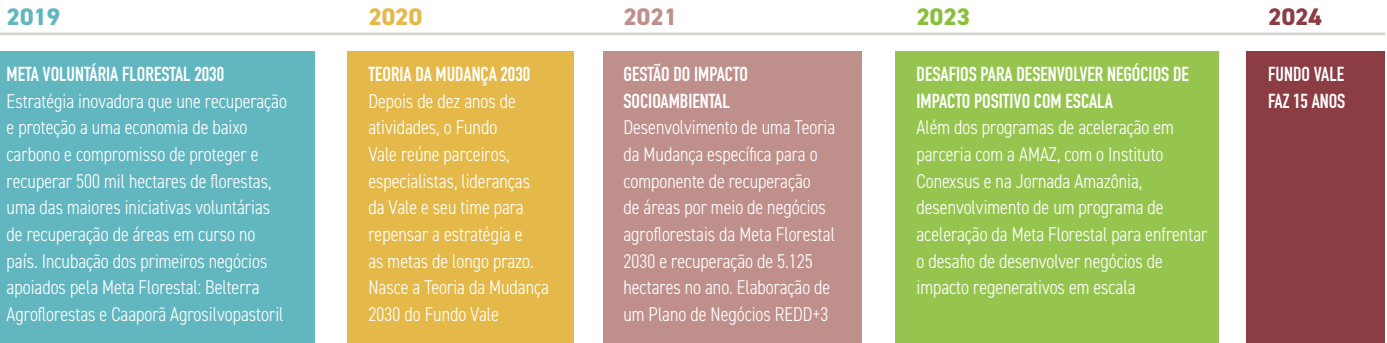 2019
META VOLUNTÁRIA FLORESTAL 2030
Estratégia inovadora que une recuperação
e proteção a uma economia de baixo
carbono e compromisso de proteger e
recuperar 500 mil hectares de florestas,
uma das maiores iniciativas voluntárias
de recuperação de áreas em curso no
país. Incubação dos primeiros negócios
apoiados pela Meta Florestal: Belterra
Agroflorestas e Caaporã Agrosilvopastoril
2020
TEORIA DA MUDANÇA 2030
Depois de dez anos de
atividades, o Fundo
Vale reúne parceiros,
especialistas, lideranças
da Vale e seu time para
repensar a estratégia e
as metas de longo prazo.
Nasce a Teoria da Mudança
2030 do Fundo Vale
2021
GESTÃO DO IMPACTO
SOCIOAMBIENTAL
Desenvolvimento de uma Teoria
da Mudança específica para o
componente de recuperação
de áreas por meio de negócios
agroflorestais da Meta Florestal
2030 e recuperação de 5.125
hectares no ano. Elaboração de
um Plano de Negócios REDD+3
2023
DESAFIOS PARA DESENVOLVER NEGÓCIOS DE
IMPACTO POSITIVO COM ESCALA
Além dos programas de aceleração em
parceria com a AMAZ, com o Instituto
Conexsus e na Jornada Amazônia,
desenvolvimento de um programa de
aceleração da Meta Florestal para enfrentar
o desafio de desenvolver negócios de
impacto regenerativos em escala
2024
FUNDO VALE
FAZ 15 ANOS